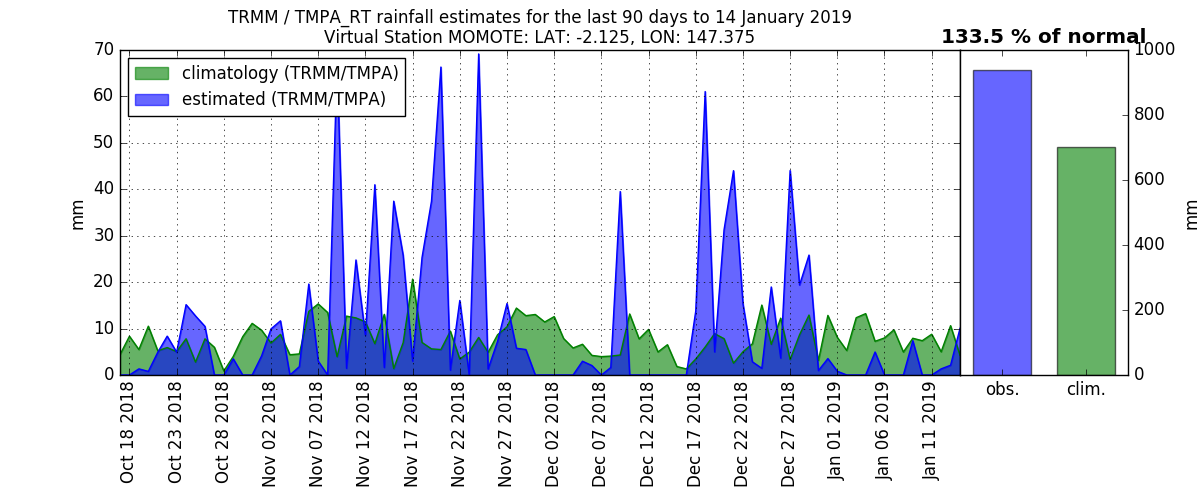 TRMM / TMPA_RT rainfall estimates for the last 90 days to 14 January 2019
Virtual Station MOMOTE: LAT: -2.125, LON: 147.375
133.5 % of normal
climatology (TRMM/TMPA)
estimated (TRMM/TMPA)
70
60
50
40
30
20
10
0
mm
Oct 18 2018
Oct 23 2018
Oct 28 2018
Nov 02 2018
Nov 07 2018
Nov 12 2018
Nov 17 2018
Nov 22 2018
Nov 27 2018
Dec 02 2018
Dec 07 2018
Dec 12 2018
Dec 17 2018
Dec 22 2018
Dec 27 2018
Jan 01 2019
Jan 06 2019
Jan 11 2019
1000
800
600
400
200
0
mm
obs.
clim.